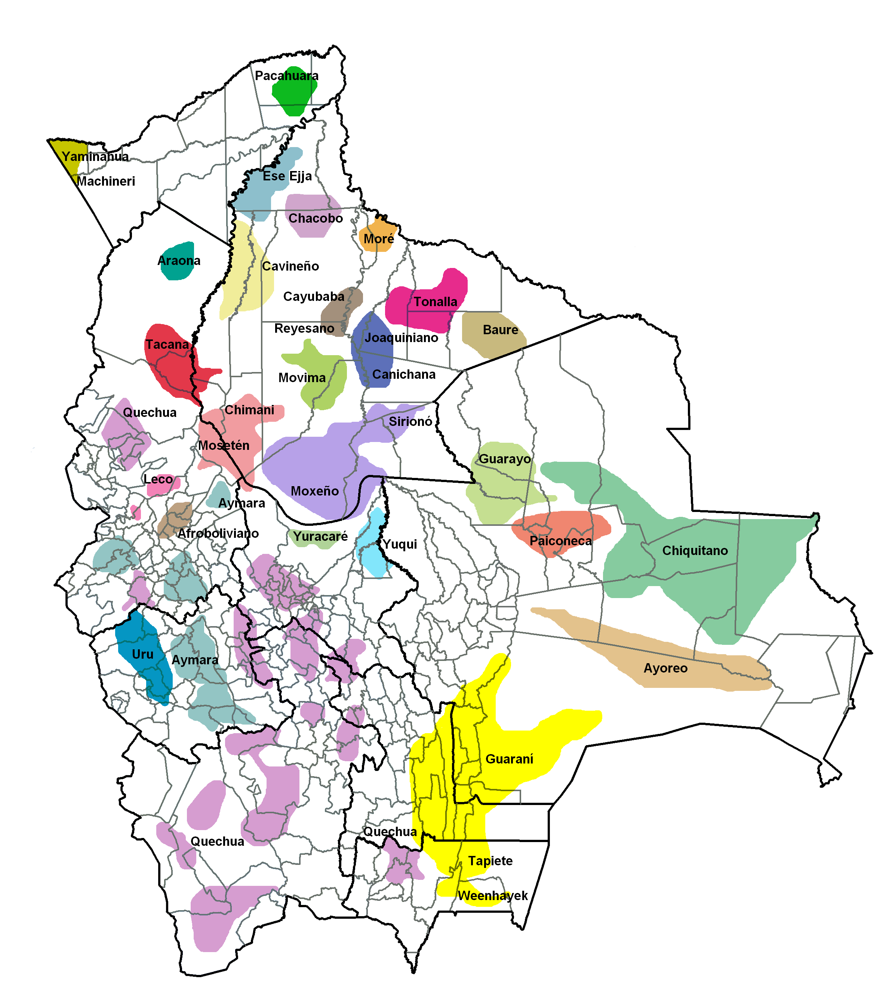 Pacahuara
Yaminahua
Machineri
Ese Ejja
Chacobo
Moré
Araona
Cavineño
Cayubaba
Tonalla
Reyesano
Baure
Joaquiniano
Tacana
Movima
Canichana
Chimani
Quechua
Sirionó
Mosetén
Guarayo
Leco
Moxeño
Aymara
Afroboliviano
Yuracaré
Yuqui
Paiconeca
Chiquitano
Uru
Aymara
Ayoreo
Guaraní
Quechua
Quechua
Tapiete
Weenhayek